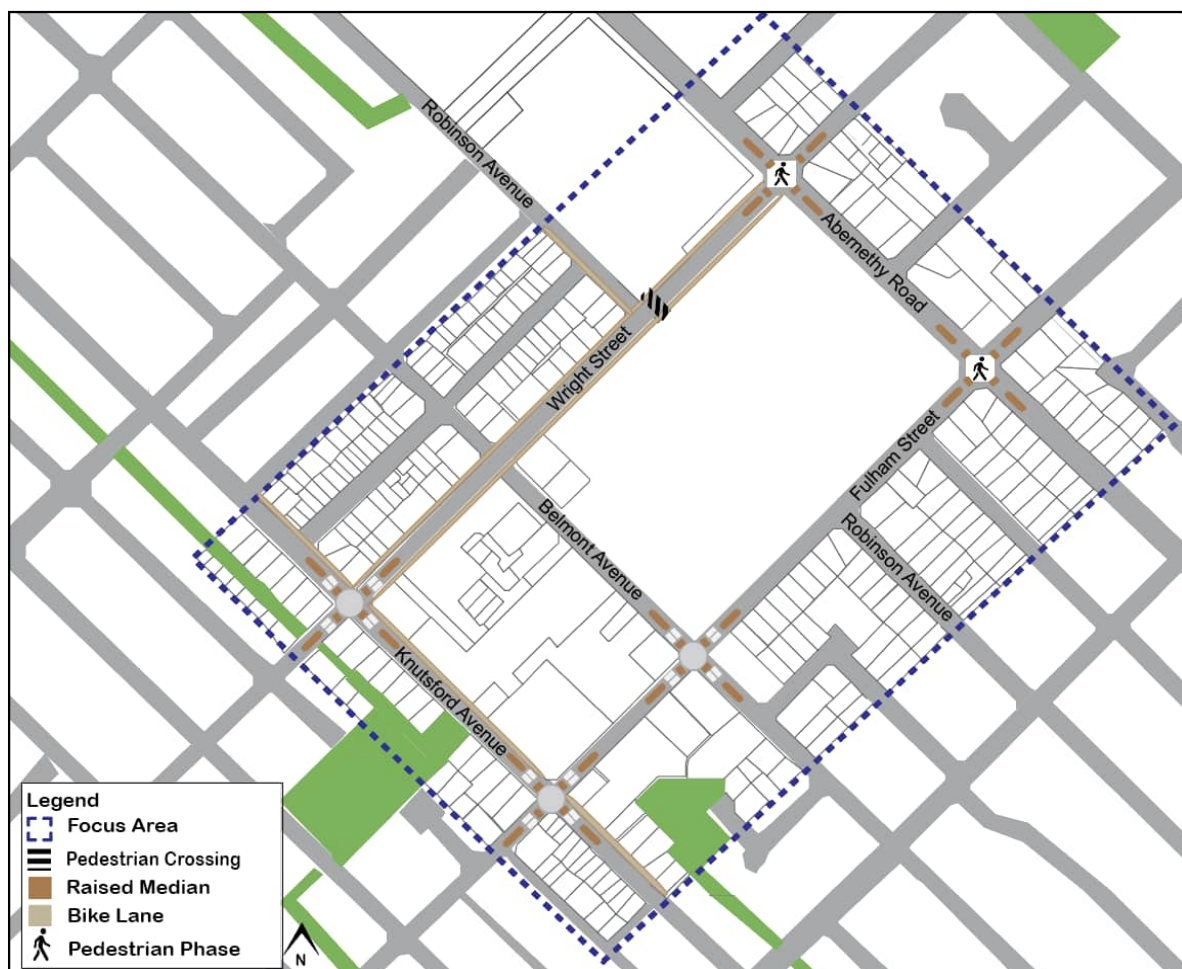 Robinson Avenue
Abernethy Road
Wright Street
Fulham Street
Belmont Avenue
Robinson Avenue
Knutsford Avenue
Legend
Focus Area
Pedestrian Crossing
Raised Median
Bike Lane
Pedestrian Phase
N